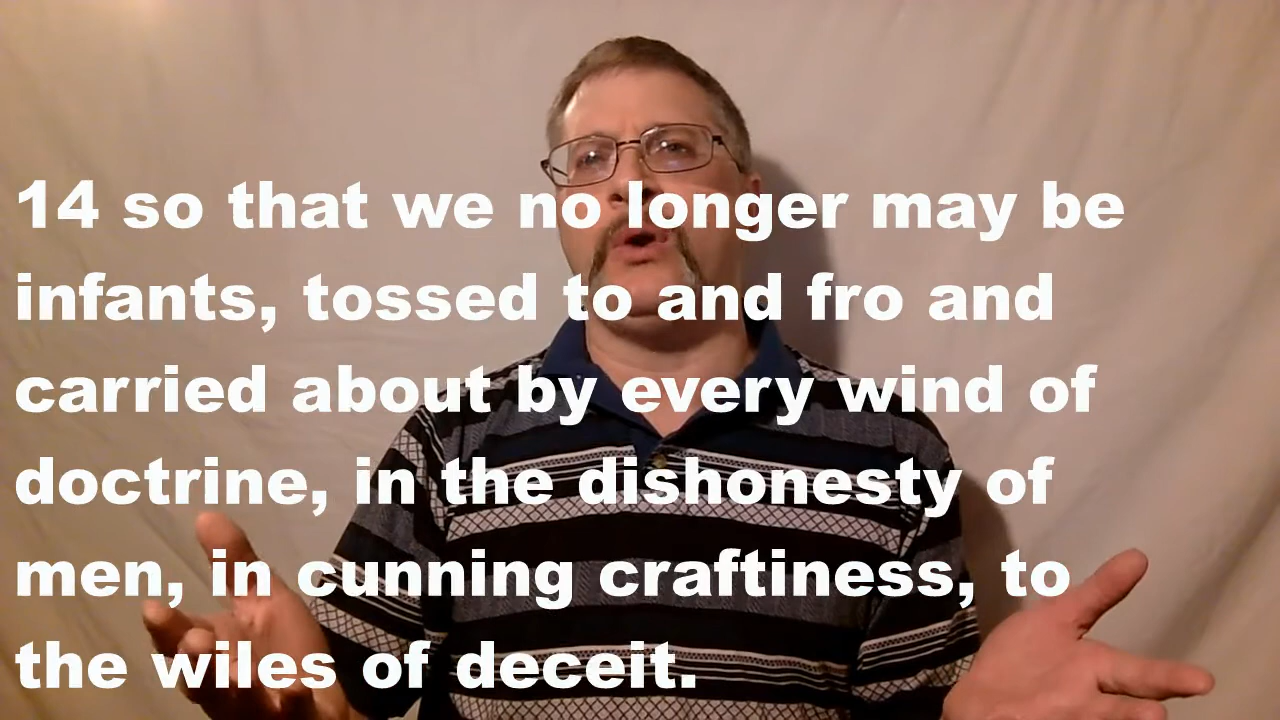 14 so that we no longer may be
infants, tossed to and fro and
carried about by every wind of
doctrine, in the dishonesty of
men, in cunning craftiness, to
the wiles of deceit.